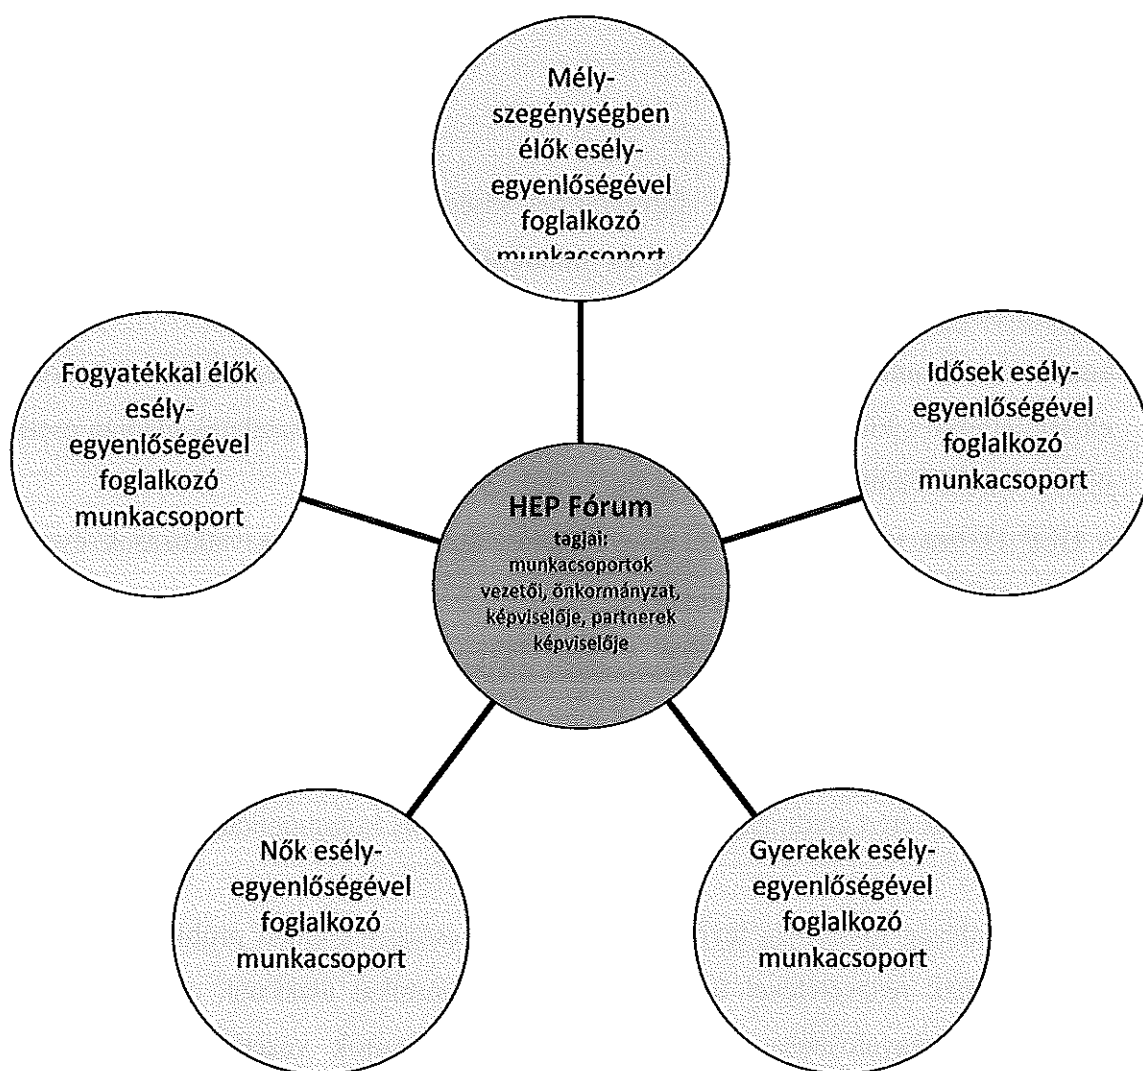 Mély-
szegénységben
élők esély-
egyenlőségével
foglalkozó
munkacsoport
Fogyatékkal élők
esély-
egyenlőségével
foglalkozó
munkacsoport
Idősek esély-
egyenlőségével
foglalkozó
munkacsoport
HEP Fórum
tagjai:
munkacsoportok
vezetői, önkormányzat,
képviselője, partnerek
képviselője
Nők esély-
egyenlőségével
foglalkozó
munkacsoport
Gyerekek esély-
egyenlőségével
foglalkozó
munkacsoport